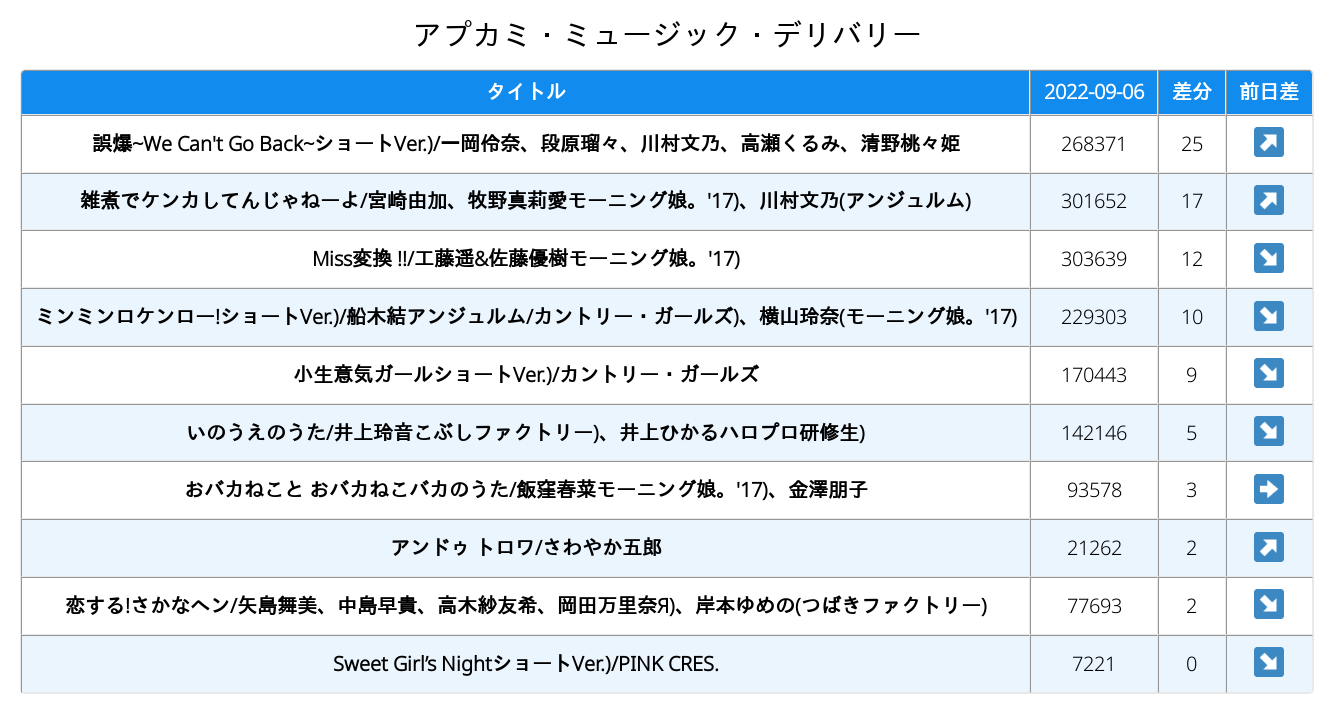 アプカミ・ミュージック・デリバリー
タイトル 2022-09-06 差分 前日差
誤爆~We Can't Go Back~ショートVer.)/一岡伶奈、段原瑠々、川村文乃、高瀬くるみ、清野桃々姫 268371 25
雑煮でケンカしてんじゃねーよ/宮崎由加、牧野真莉愛モーニング娘。'17)、川村文乃(アンジュルム) 301652 17
Miss変換 !!/工藤遥&佐藤優樹モーニング娘。'17) 303639 12
ミンミンロケンロー!ショートVer.)/船木結アンジュルム/カントリー・ガールズ)、横山玲奈(モーニング娘。'17) 229303 10
小生意気ガールショートVer.)/カントリー・ガールズ 170443 9
いのうえのうた/井上玲音こぶしファクトリー)、井上ひかるハロプロ研修生) 142146 5
おバカねこと おバカねこバカのうた/飯窪春菜モーニング娘。'17)、金澤朋子 93578 3
アンドゥ トロワ/さわやか五郎 21262 2
恋する!さかなヘン/矢島舞美、中島早貴、高木紗友希、岡田万里奈Я)、岸本ゆめの(つばきファクトリー) 77693 2
Sweet Girl’s NightショートVer.)/PINK CRES. 7221 0